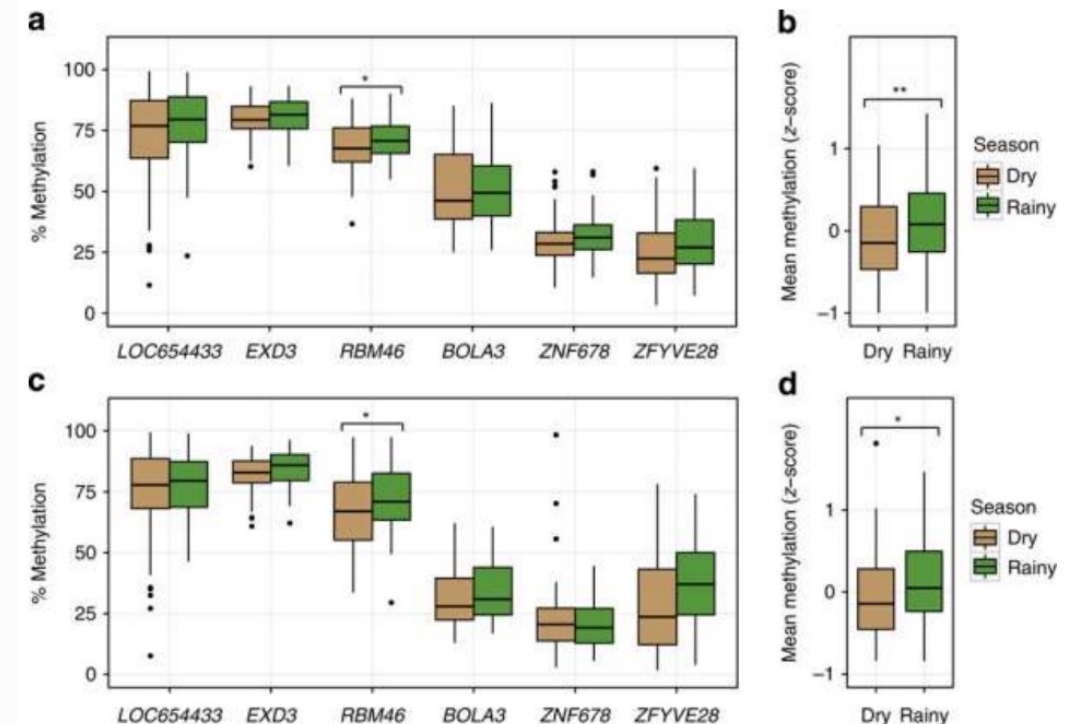 a
% Methylation
100
75
50
25
0
*
LOC654433 EXD3 RBM46 BOLA3 ZNF678 ZFYVE28
b
Mean methylation (z-score)
1
0
−1
**
Dry Rainy
Season
Dry
Rainy
c
% Methylation
100
75
50
25
0
*
LOC654433 EXD3 RBM46 BOLA3 ZNF678 ZFYVE28
d
Mean methylation (z-score)
1
0
−1
*
Dry Rainy
Season
Dry
Rainy